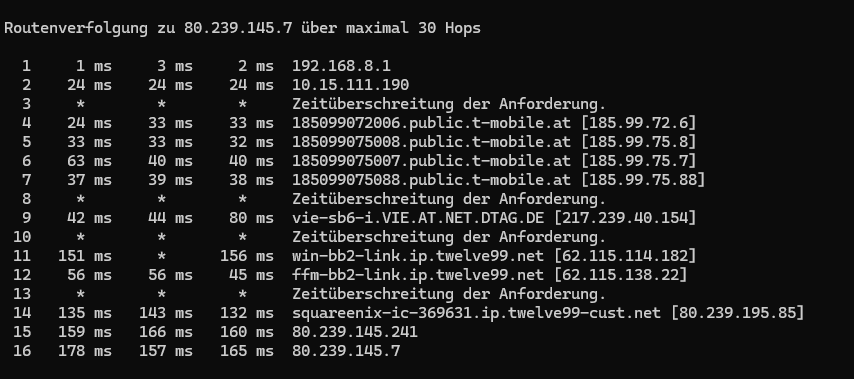 Routenverfolgung zu 80.239.145.7 über maximal 30 Hops
1 1 ms 3 ms 2 ms 192.168.8.1
2 24 ms 24 ms 24 ms 10.15.111.190
3 * * * Zeitüberschreitung der Anforderung.
4 24 ms 33 ms 33 ms 185099072006.public.t-mobile.at [185.99.72.6]
5 33 ms 33 ms 32 ms 185099075008.public.t-mobile.at [185.99.75.8]
6 63 ms 40 ms 40 ms 185099075007.public.t-mobile.at [185.99.75.7]
7 37 ms 39 ms 38 ms 185099075088.public.t-mobile.at [185.99.75.88]
8 * * * Zeitüberschreitung der Anforderung.
9 42 ms 44 ms 80 ms vie-sb6-i.VIE.AT.NET.DTAG.DE [217.239.40.154]
10 * * * Zeitüberschreitung der Anforderung.
11 151 ms * 156 ms win-bb2-link.ip.twelve99.net [62.115.114.182]
12 56 ms 56 ms 45 ms ffm-bb2-link.ip.twelve99.net [62.115.138.22]
13 * * * Zeitüberschreitung der Anforderung.
14 135 ms 143 ms 132 ms squareenix-ic-369631.ip.twelve99-cust.net [80.239.195.85]
15 159 ms 166 ms 160 ms 80.239.145.241
16 178 ms 157 ms 165 ms 80.239.145.7